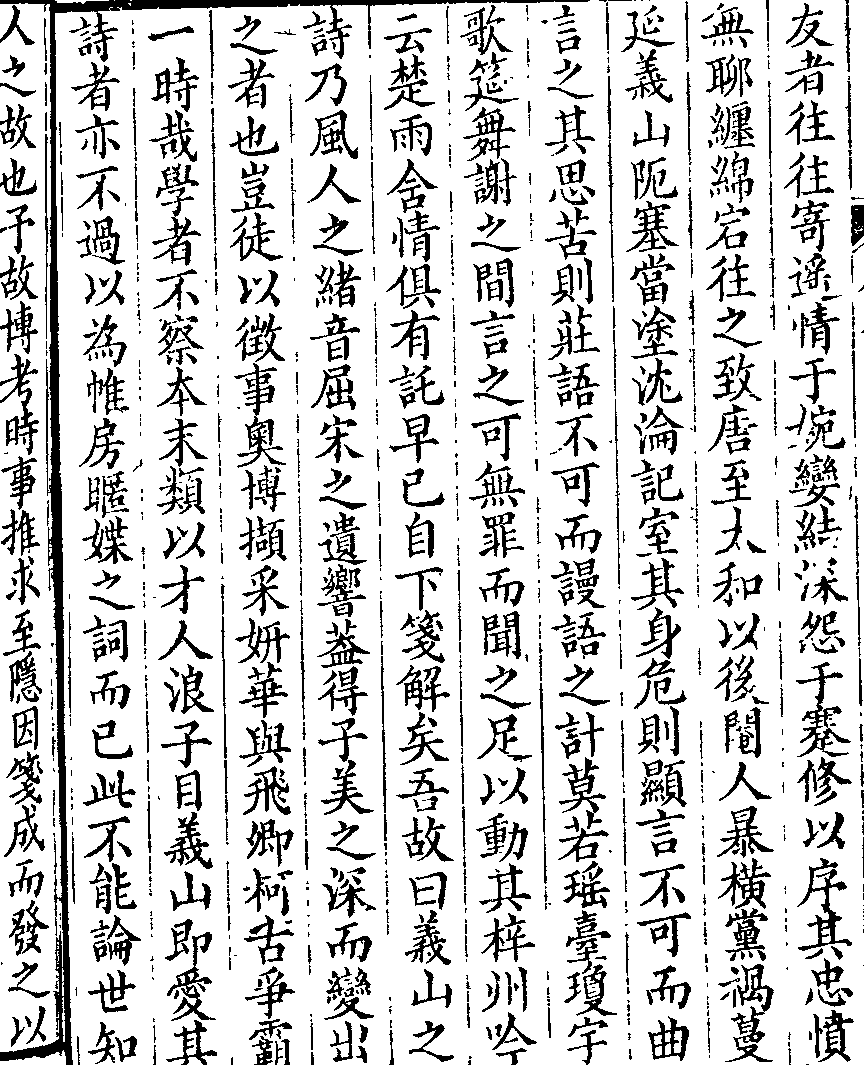 友者往往寄遥情于婉孌結深怨于蹇修以序其忠憤
無聊纏綿宕往之致唐至太和以後閹人暴橫黨禍蔓
延義山阨塞當塗沈淪記室其身危則顯言不可而曲
言之其思苦則莊語不可而謾語之計莫若瑶臺瓊宇
歌筵舞謝之間言之可無罪而聞之足以動其梓州吟
云楚雨含情俱有託早已自下箋解矣吾故曰義山之
詩乃風人之緒音屈宋之遺響葢得子美之深而變出
之者也豈徒以徵事奧博擷采妍華與飛卿柯古爭霸
一時哉學者不察本末類以才人浪子目義山即愛其
詩者亦不過以為帷房暱媟之詞而已此不能論世知
人之故也予故博考時事推求至隱因箋成而發之以